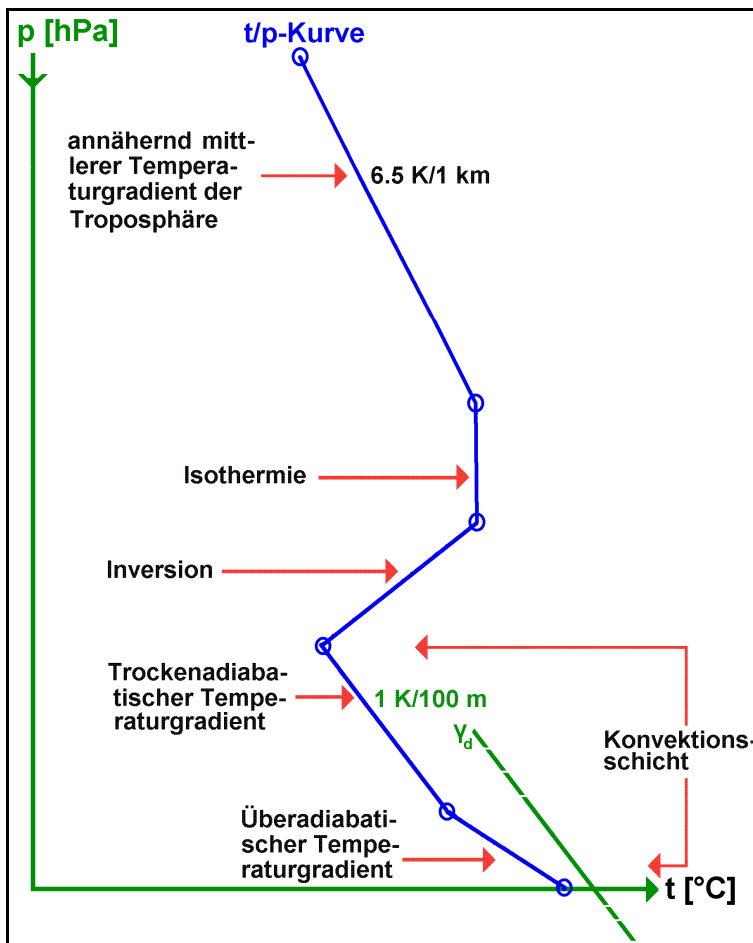 p [hPa]
t/p-Kurve
annähernd mitt-
lerer Tempera-
turgradient der
Troposphäre
6.5 K/1 km
Isothermie
Inversion
Trockenadiaba-
tischer Tempe-
raturgradient
1 K/100 m
γd
Konvektions-
schicht
Überadiabati-
scher Tempe-
raturgradient
t [°C]